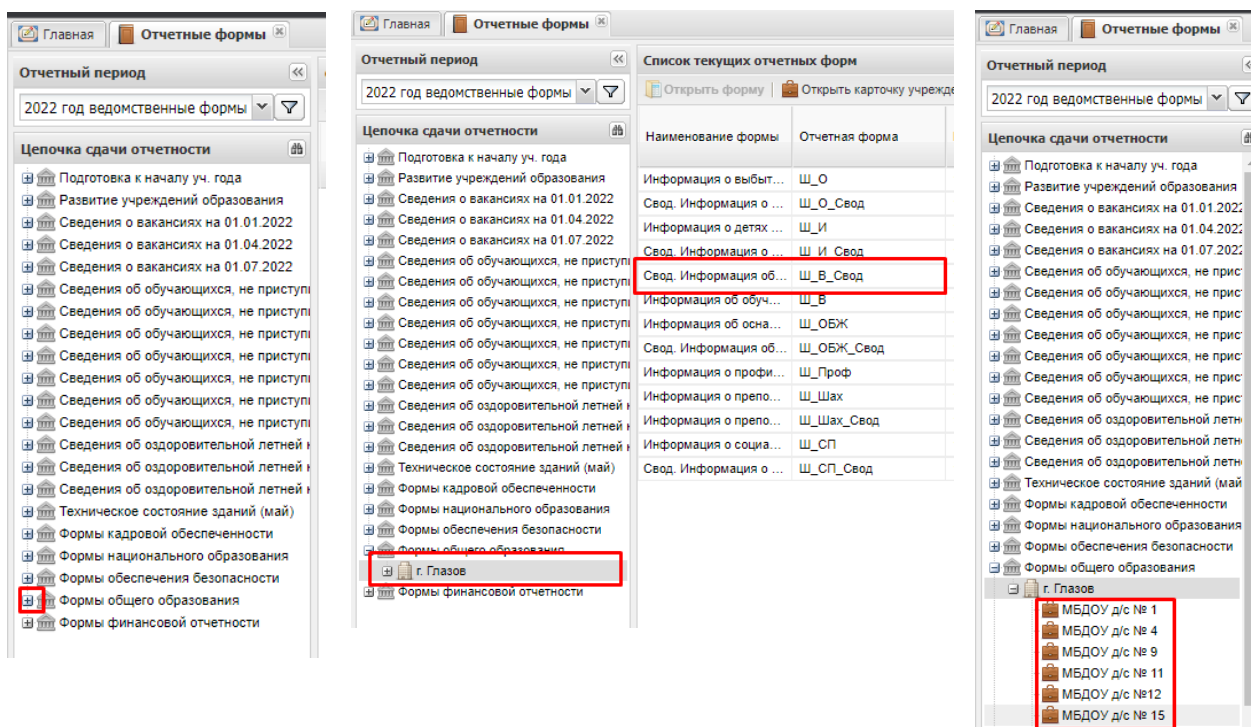 Главная
Отчетные формы
Отчетный период
2022 год ведомственные формы
Цепочка сдачи отчетности
Подготовка к началу уч. года
Развитие учреждений образования
Сведения о вакансиях на 01.01.2022
Сведения о вакансиях на 01.04.2022
Сведения о вакансиях на 01.07.2022
Сведения об обучающихся, не приступ
Сведения об обучающихся, не приступ
Сведения об обучающихся, не приступ
Сведения об обучающихся, не приступ
Сведения об обучающихся, не приступ
Сведения об обучающихся, не приступ
Сведения об обучающихся, не приступ
Сведения об оздоровительной летней
Сведения об оздоровительной летней
Сведения об оздоровительной летней
Техническое состояние зданий (май)
Формы кадровой обеспеченности
Формы национального образования
Формы обеспечения безопасности
Формы общего образования
Формы финансовой отчетности
Главная
Отчетные формы
Отчетный период
2022 год ведомственные формы
Цепочка сдачи отчетности
Подготовка к началу уч. года
Развитие учреждений образования
Сведения о вакансиях на 01.01.2022
Сведения о вакансиях на 01.04.2022
Сведения о вакансиях на 01.07.2022
Сведения об обучающихся, не приступ
Сведения об обучающихся, не приступ
Сведения об обучающихся, не приступ
Сведения об обучающихся, не приступ
Сведения об обучающихся, не приступ
Сведения об обучающихся, не приступ
Сведения об обучающихся, не приступ
Сведения об оздоровительной летней
Сведения об оздоровительной летней
Сведения об оздоровительной летней
Техническое состояние зданий (май)
Формы кадровой обеспеченности
Формы национального образования
Формы обеспечения безопасности
Формы общего образования
г. Глазов
Формы финансовой отчетности
Список текущих отчетных форм
Открыть форму | Открыть карточку учрежде
Наименование формы Отчетная форма
Информация о выбыт... Ш_О
Свод. Информация о ... Ш_О_Свод
Информация о детях ... Ш_И
Свод. Информация о ... Ш_И_Свод
Свод. Информация об... Ш_В_Свод
Информация об обуч... Ш_В
Информация об осна... Ш_ОБЖ
Свод. Информация об... Ш_ОБЖ_Свод
Информация о профи... Ш_Проф
Информация о препо... Ш_Шах
Информация о препо... Ш_Шах_Свод
Информация о социа... Ш_СП
Свод. Информация о ... Ш_СП_Свод
Главная
Отчетные формы
Отчетный период
2022 год ведомственные формы
Цепочка сдачи отчетности
Подготовка к началу уч. года
Развитие учреждений образования
Сведения о вакансиях на 01.01.2022
Сведения о вакансиях на 01.04.2022
Сведения о вакансиях на 01.07.2022
Сведения об обучающихся, не прис
Сведения об обучающихся, не прис
Сведения об обучающихся, не прис
Сведения об обучающихся, не прис
Сведения об обучающихся, не прис
Сведения об обучающихся, не прис
Сведения об обучающихся, не прис
Сведения об оздоровительной летн
Сведения об оздоровительной летн
Сведения об оздоровительной летн
Техническое состояние зданий (май
Формы кадровой обеспеченности
Формы национального образования
Формы обеспечения безопасности
Формы общего образования
г. Глазов
МБДОУ д/с № 1
МБДОУ д/с № 4
МБДОУ д/с № 9
МБДОУ д/с № 11
МБДОУ д/с №12
МБДОУ д/с № 15